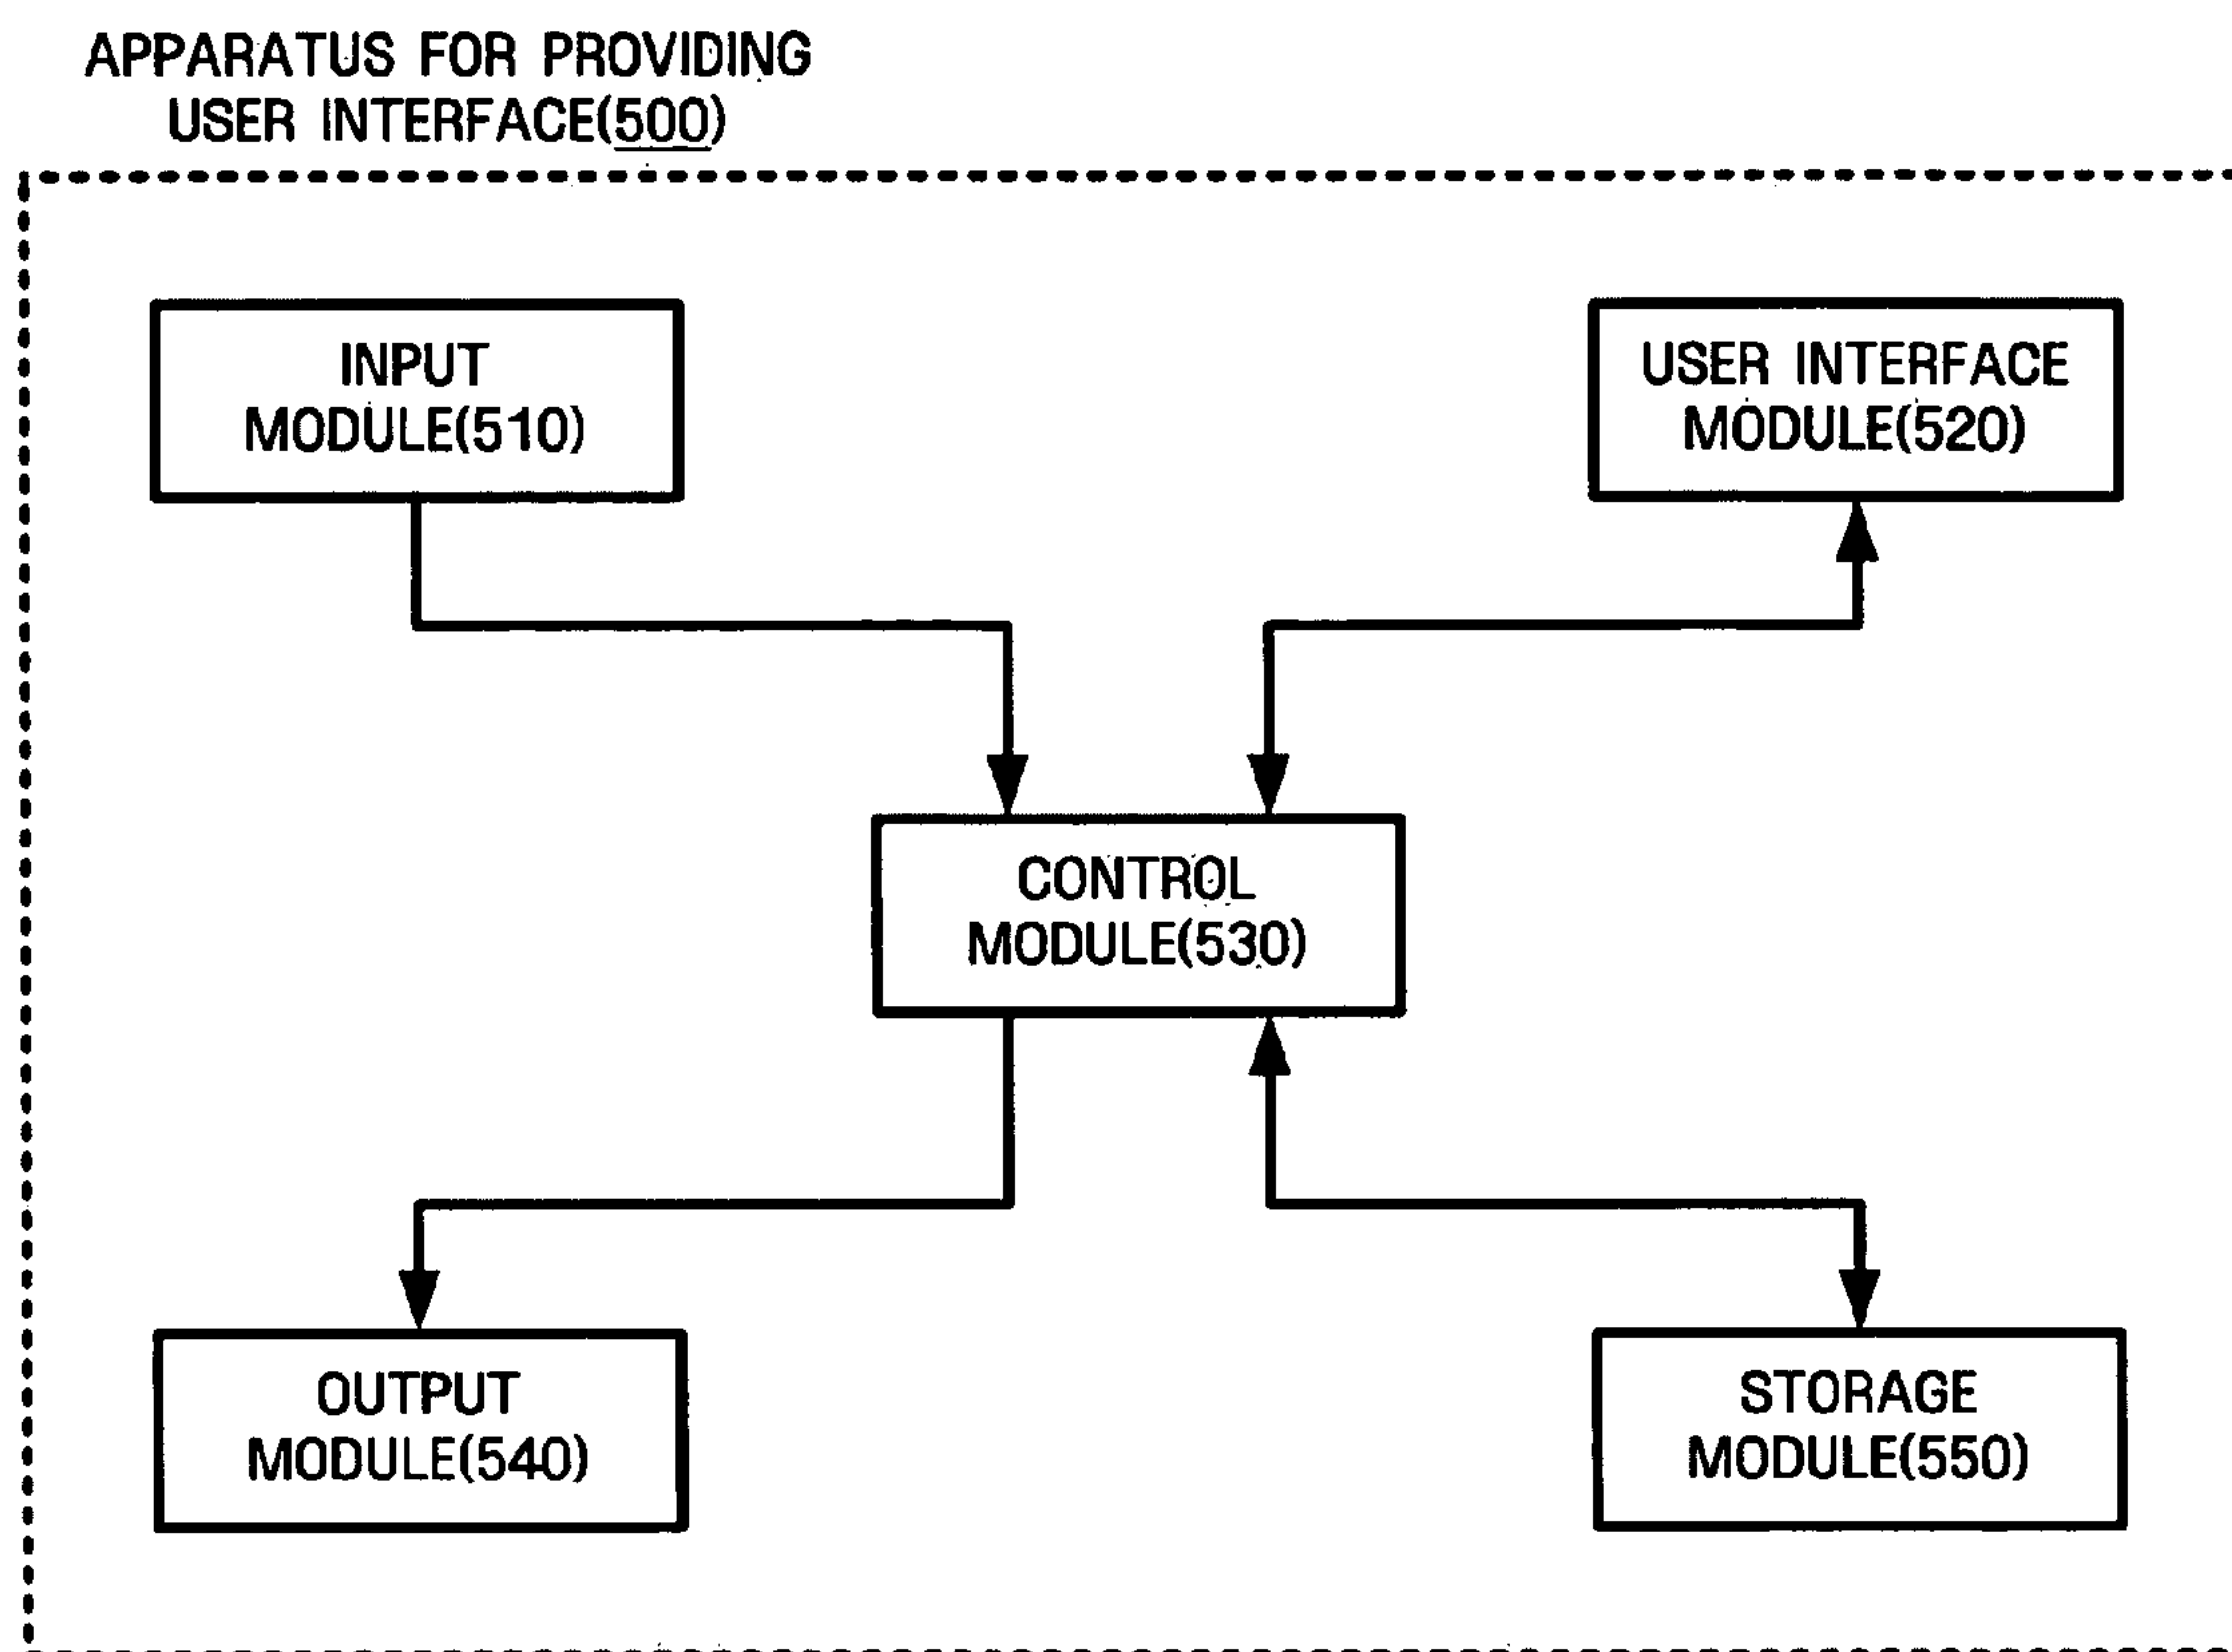 APPARATUS FOR PROVIDING
USER INTERFACE(500)
INPUT
MODULE(510)
USER INTERFACE
MODULE(520)
CONTROL
MODULE(530)
OUTPUT
MODULE(540)
STORAGE
MODULE(550)